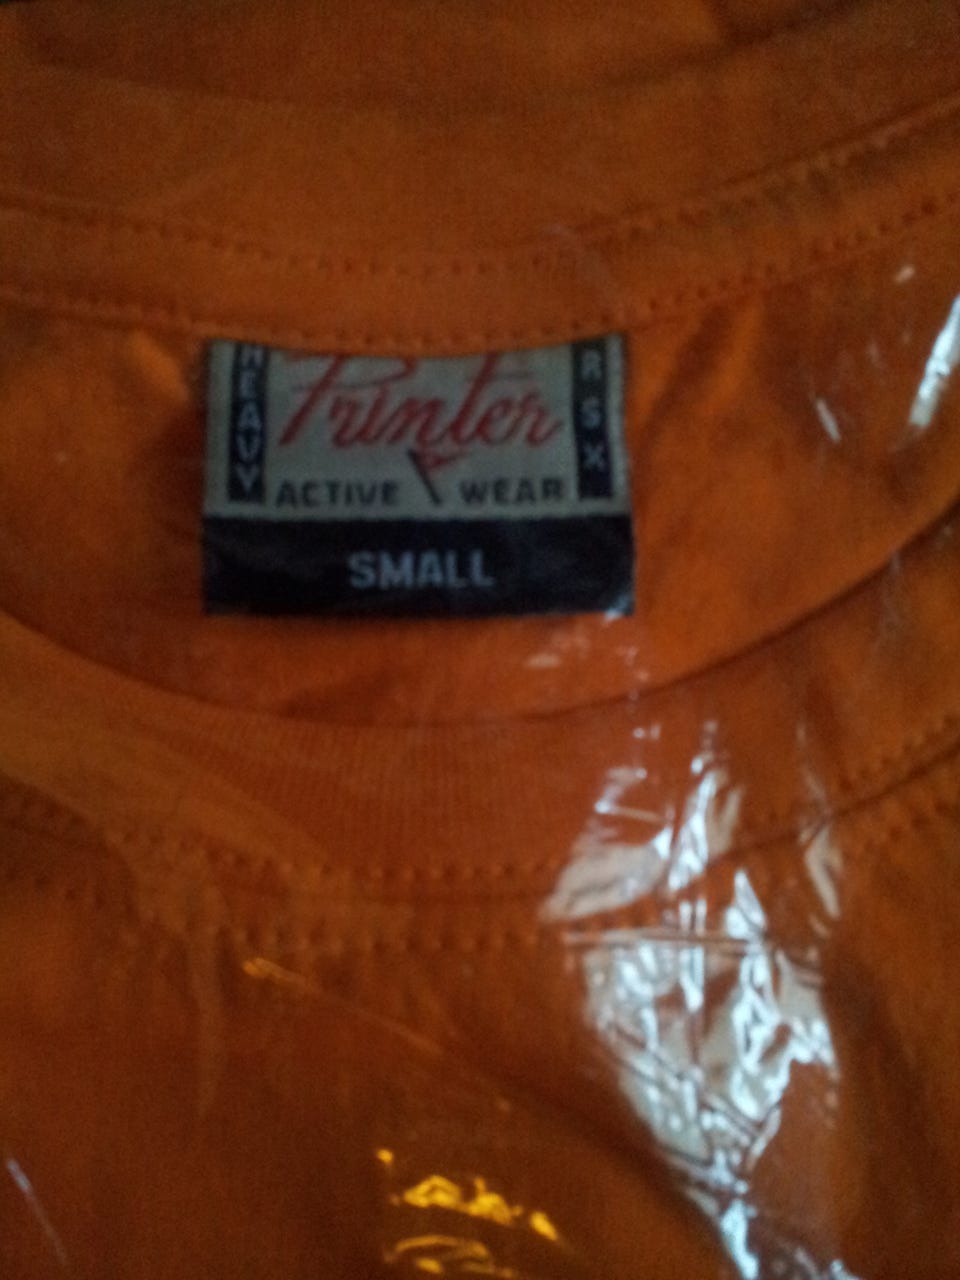 HEAVY
Printer
RSX
ACTIVE WEAR
SMALL